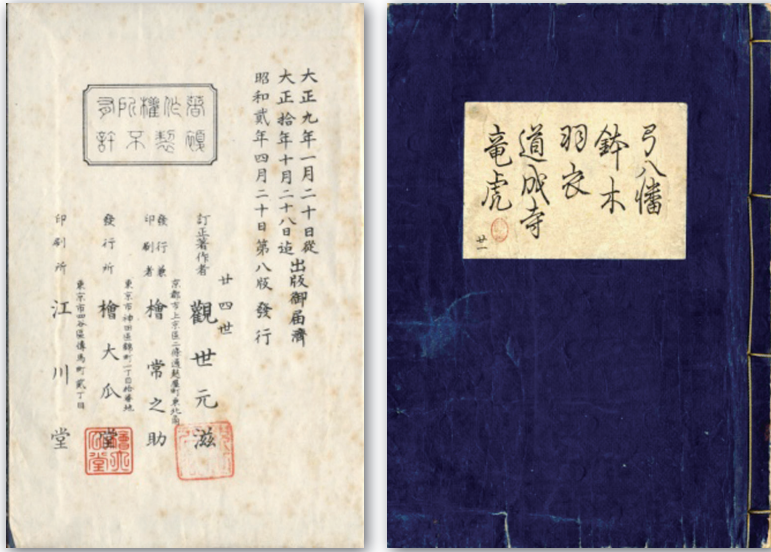 著作權所有
複製不許
大正九年一月二十日從
大正拾年十月二十八日迄
出版御届濟
昭和貳年四月二十日第八版發行
廿四世
訂正著作者 觀世元滋
京都市上京區二條通麩屋町東北
發行兼印刷者 檜常之助
東京市神田區錦町一丁目拾番地
發行所 檜大瓜堂
東京市四谷區傳馬町貳丁目
印刷所 江川堂
弓八幡
鉢木
羽衣
道成寺
竜虎
廿一